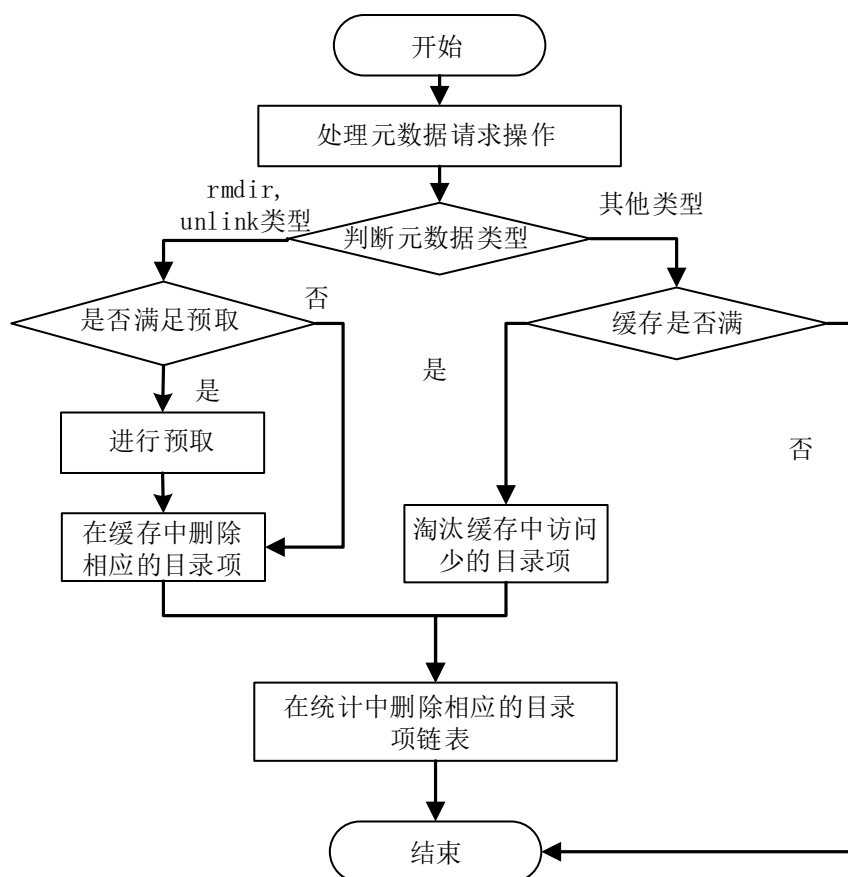 开始
处理元数据请求操作
rmdir,
unlink类型
其他类型
判断元数据类型
否
是否满足预取
缓存是否满
是
是
进行预取
否
在缓存中删除
相应的目录项
淘汰缓存中访问
少的目录项
在统计中删除相应的目录
项链表
结束